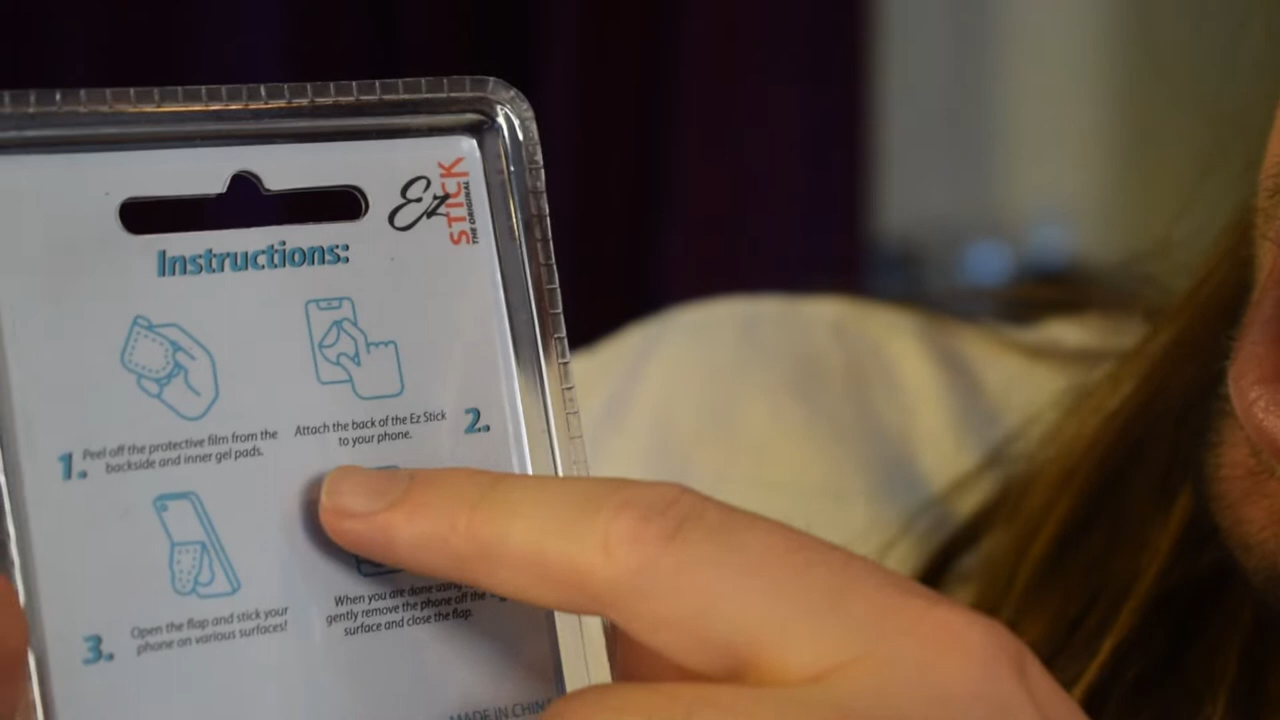 Ez STICK
THE ORIGINAL
Instructions:
1. Peel off the protective film from the
backside and inner gel pads.
Attach the back of the Ez Stick 2.
to your phone.
3. Open the flap and stick your
phone on various surfaces!
When you are done using
gently remove the phone off the
surface and close the flap.
MADE IN CHINA